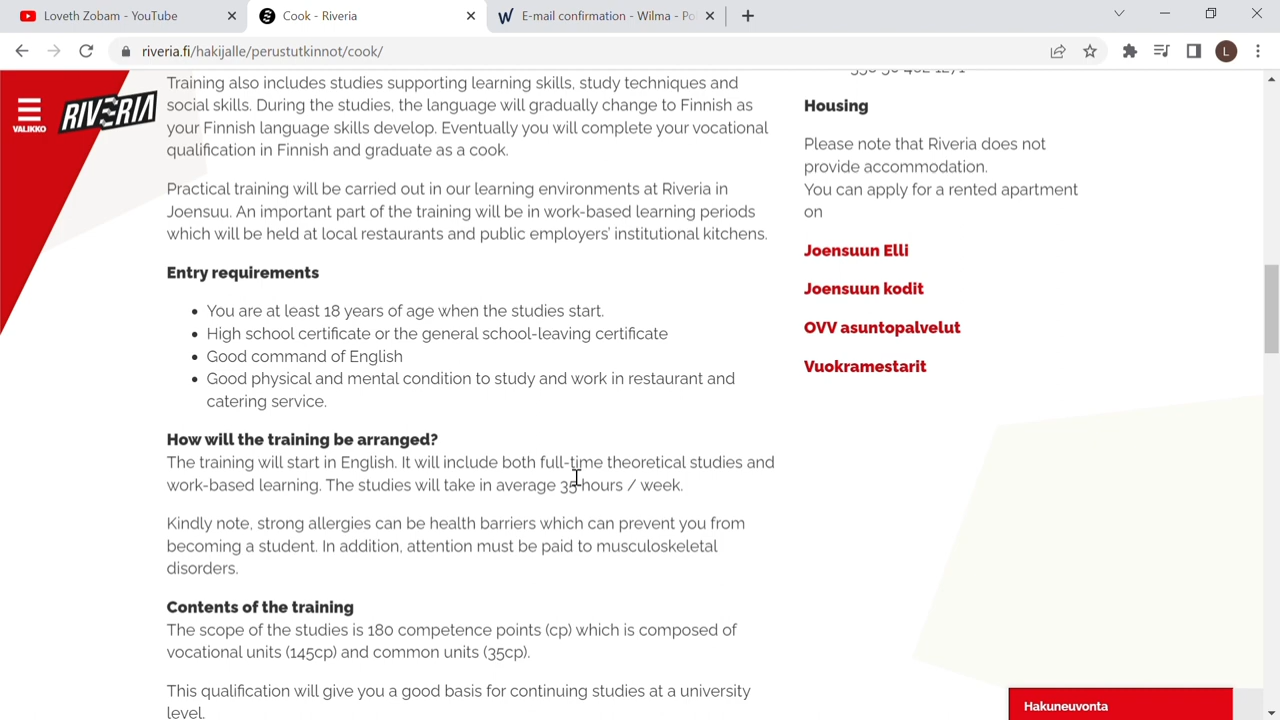 Loveth Zobam - YouTube
Cook - Riveria
E-mail confirmation - Wilma - Po
riveria.fi/hakijalle/perustutkinnot/cook/
L
VALIKKO
RIVERIA
Training also includes studies supporting learning skills, study techniques and
social skills. During the studies, the language will gradually change to Finnish as
your Finnish language skills develop. Eventually you will complete your vocational
qualification in Finnish and graduate as a cook.
Practical training will be carried out in our learning environments at Riveria in
Joensuu. An important part of the training will be in work-based learning periods
which will be held at local restaurants and public employers' institutional kitchens.
Entry requirements
You are at least 18 years of age when the studies start.
High school certificate or the general school-leaving certificate
Good command of English
Good physical and mental condition to study and work in restaurant and
catering service.
How will the training be arranged?
The training will start in English. It will include both full-time theoretical studies and
work-based learning. The studies will take in average 35 hours / week.
Kindly note, strong allergies can be health barriers which can prevent you from
becoming a student. In addition, attention must be paid to musculoskeletal
disorders.
Contents of the training
The scope of the studies is 180 competence points (cp) which is composed of
vocational units (145cp) and common units (35cp).
This qualification will give you a good basis for continuing studies at a university
level.
Housing
Please note that Riveria does not
provide accommodation.
You can apply for a rented apartment
on
Joensuun Elli
Joensuun kodit
OVV asuntopalvelut
Vuokramestarit
Hakuneuvonta